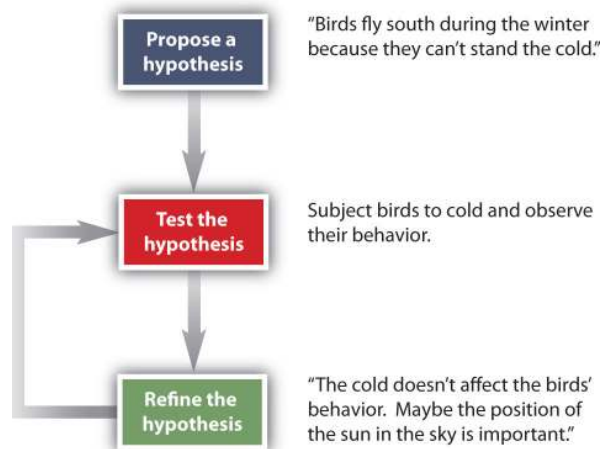 Propose a
hypothesis
"Birds fly south during the winter
because they can't stand the cold."
Test the
hypothesis
Subject birds to cold and observe
their behavior.
Refine the
hypothesis
"The cold doesn't affect the birds'
behavior. Maybe the position of
the sun in the sky is important."